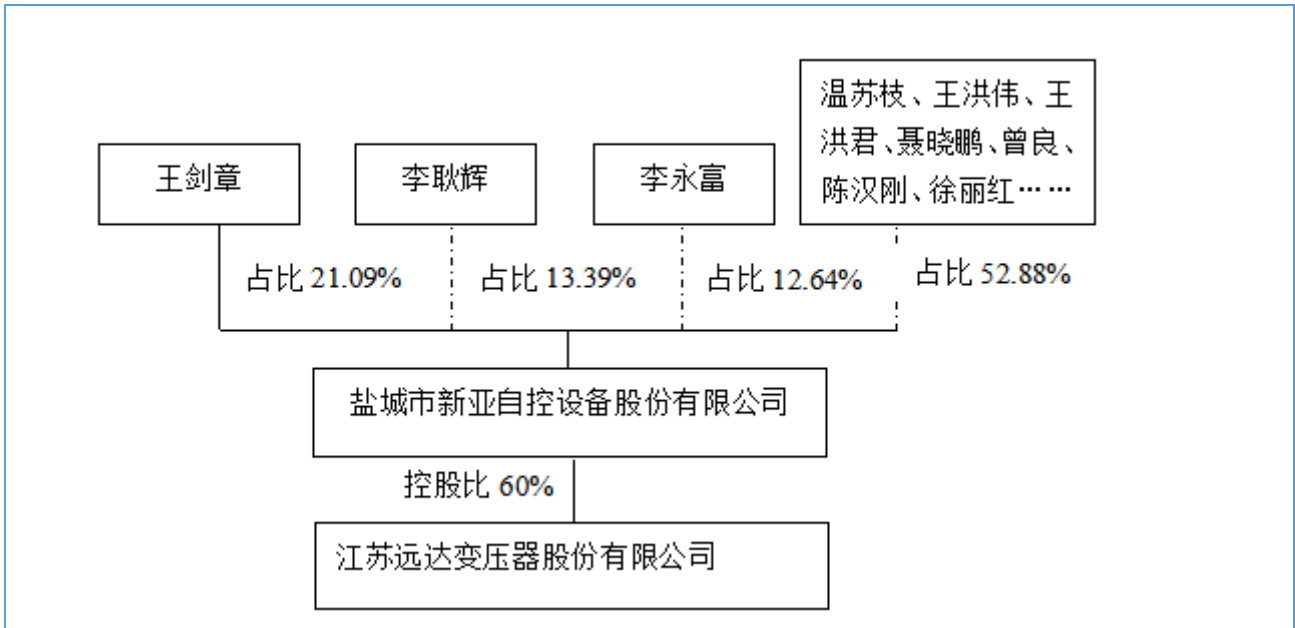 王剑章
李耿辉
李永富
温苏枝、王洪伟、王
洪君、聂晓鹏、曾良、
陈汉刚、徐丽红……
占比 21.09%
占比 13.39%
占比 12.64%
占比 52.88%
盐城市新亚自控设备股份有限公司
控股比 60%
江苏远达变压器股份有限公司